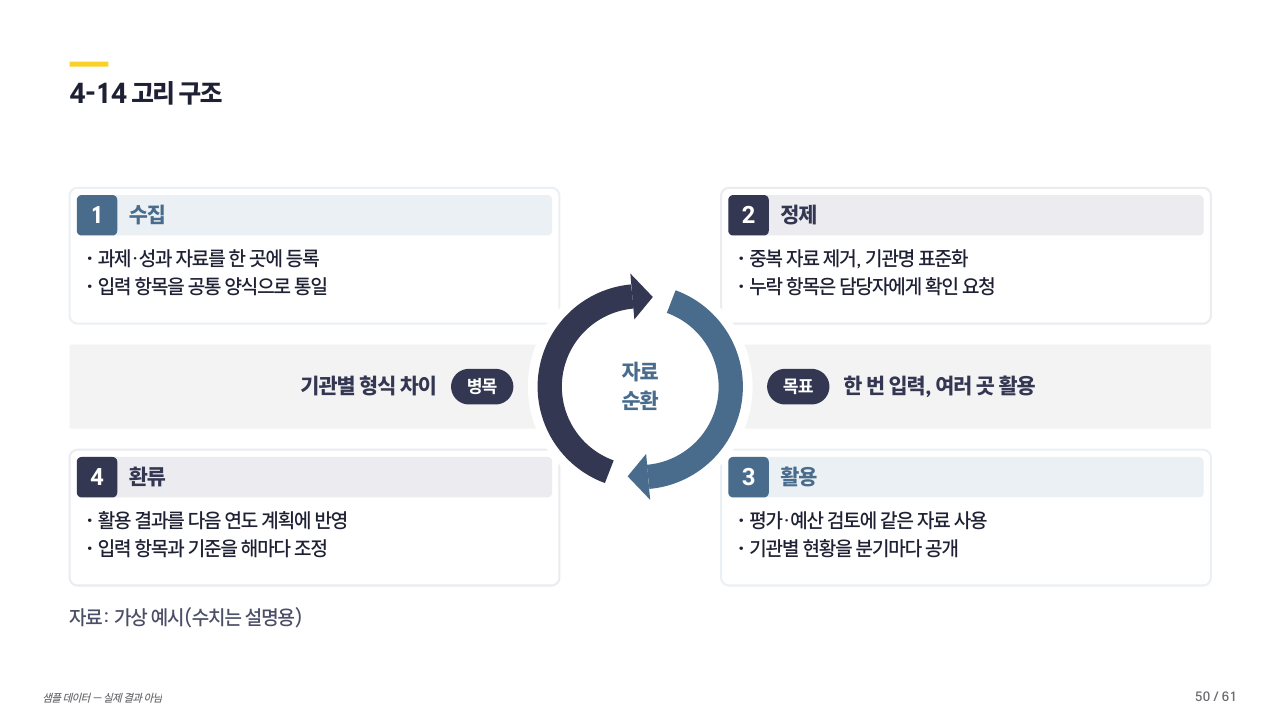 4-14 고리 구조
1 수집
· 과제·성과 자료를 한 곳에 등록
· 입력 항목을 공통 양식으로 통일
2 정제
· 중복 자료 제거, 기관명 표준화
· 누락 항목은 담당자에게 확인 요청
기관별 형식 차이 병목
자료
순환
목표 한 번 입력, 여러 곳 활용
4 환류
· 활용 결과를 다음 연도 계획에 반영
· 입력 항목과 기준을 해마다 조정
3 활용
· 평가·예산 검토에 같은 자료 사용
· 기관별 현황을 분기마다 공개
자료: 가상 예시(수치는 설명용)
샘플 데이터 — 실제 결과 아님
50 / 61